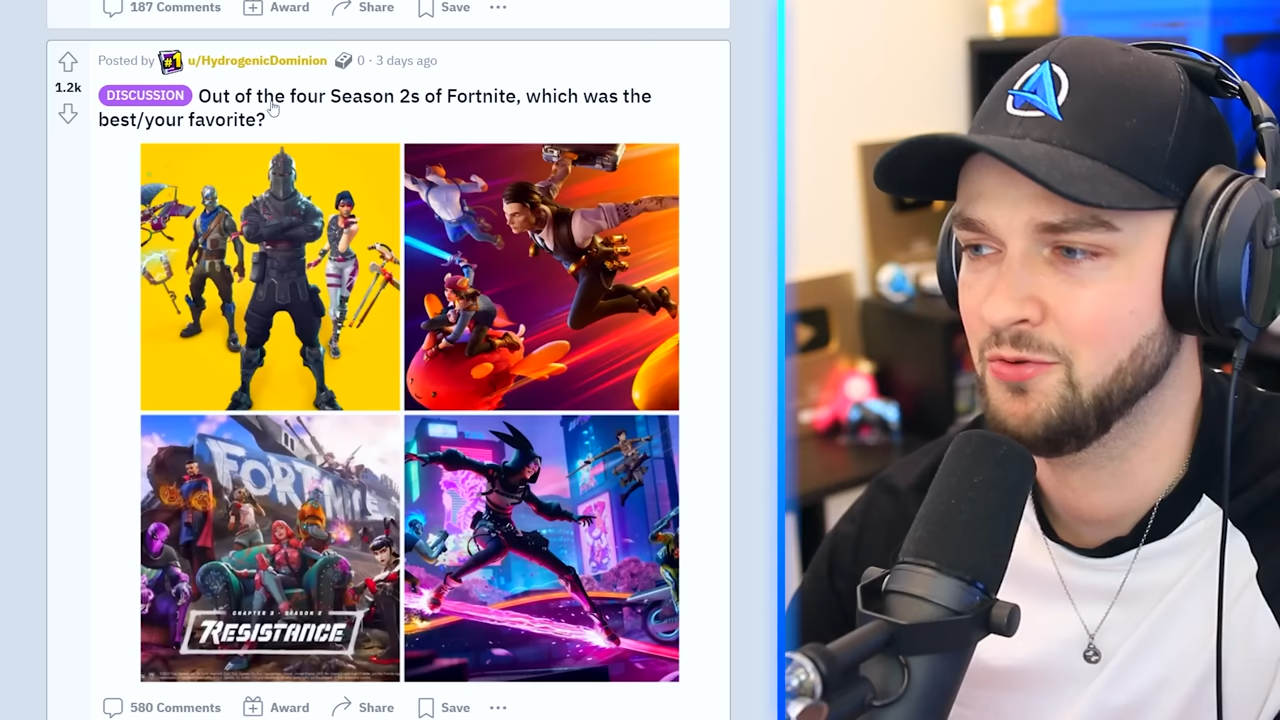 187 Comments Award Share Save
Posted by #1 u/HydrogenicDominion 0 · 3 days ago
1.2k
DISCUSSION Out of the four Season 2s of Fortnite, which was the
best/your favorite?
FORTNITE
CHAPTER 3 · SEASON 2
RESISTANCE
580 Comments Award Share Save